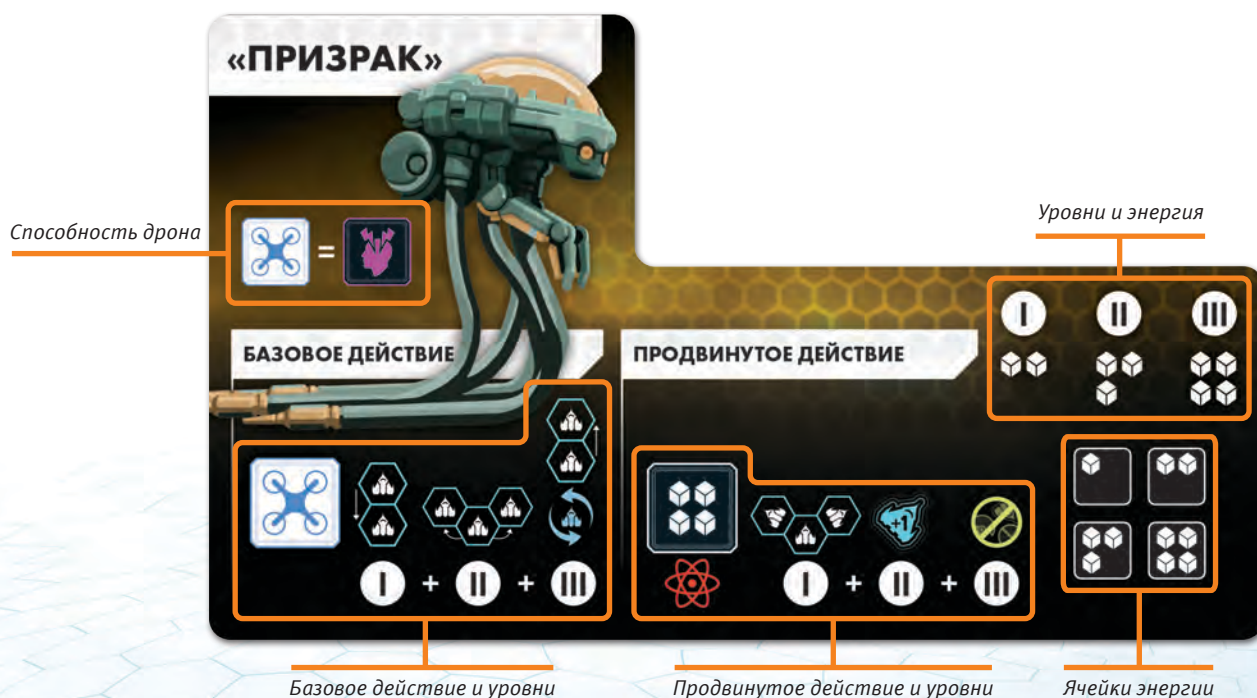 «ПРИЗРАК»
Способность дрона
=
Уровни и энергия
I II III
БАЗОВОЕ ДЕЙСТВИЕ
ПРОДВИНУТОЕ ДЕЙСТВИЕ
+1
I + II + III
I + II + III
Базовое действие и уровни
Продвинутое действие и уровни
Ячейки энергии